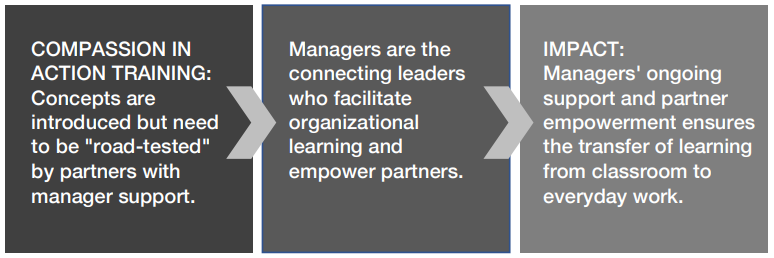 COMPASSION IN
ACTION TRAINING:
Concepts are
introduced but need
to be "road-tested"
by partners with
manager support.
Managers are the
connecting leaders
who facilitate
organizational
learning and
empower partners.
IMPACT:
Managers' ongoing
support and partner
empowerment ensures
the transfer of learning
from classroom to
everyday work.